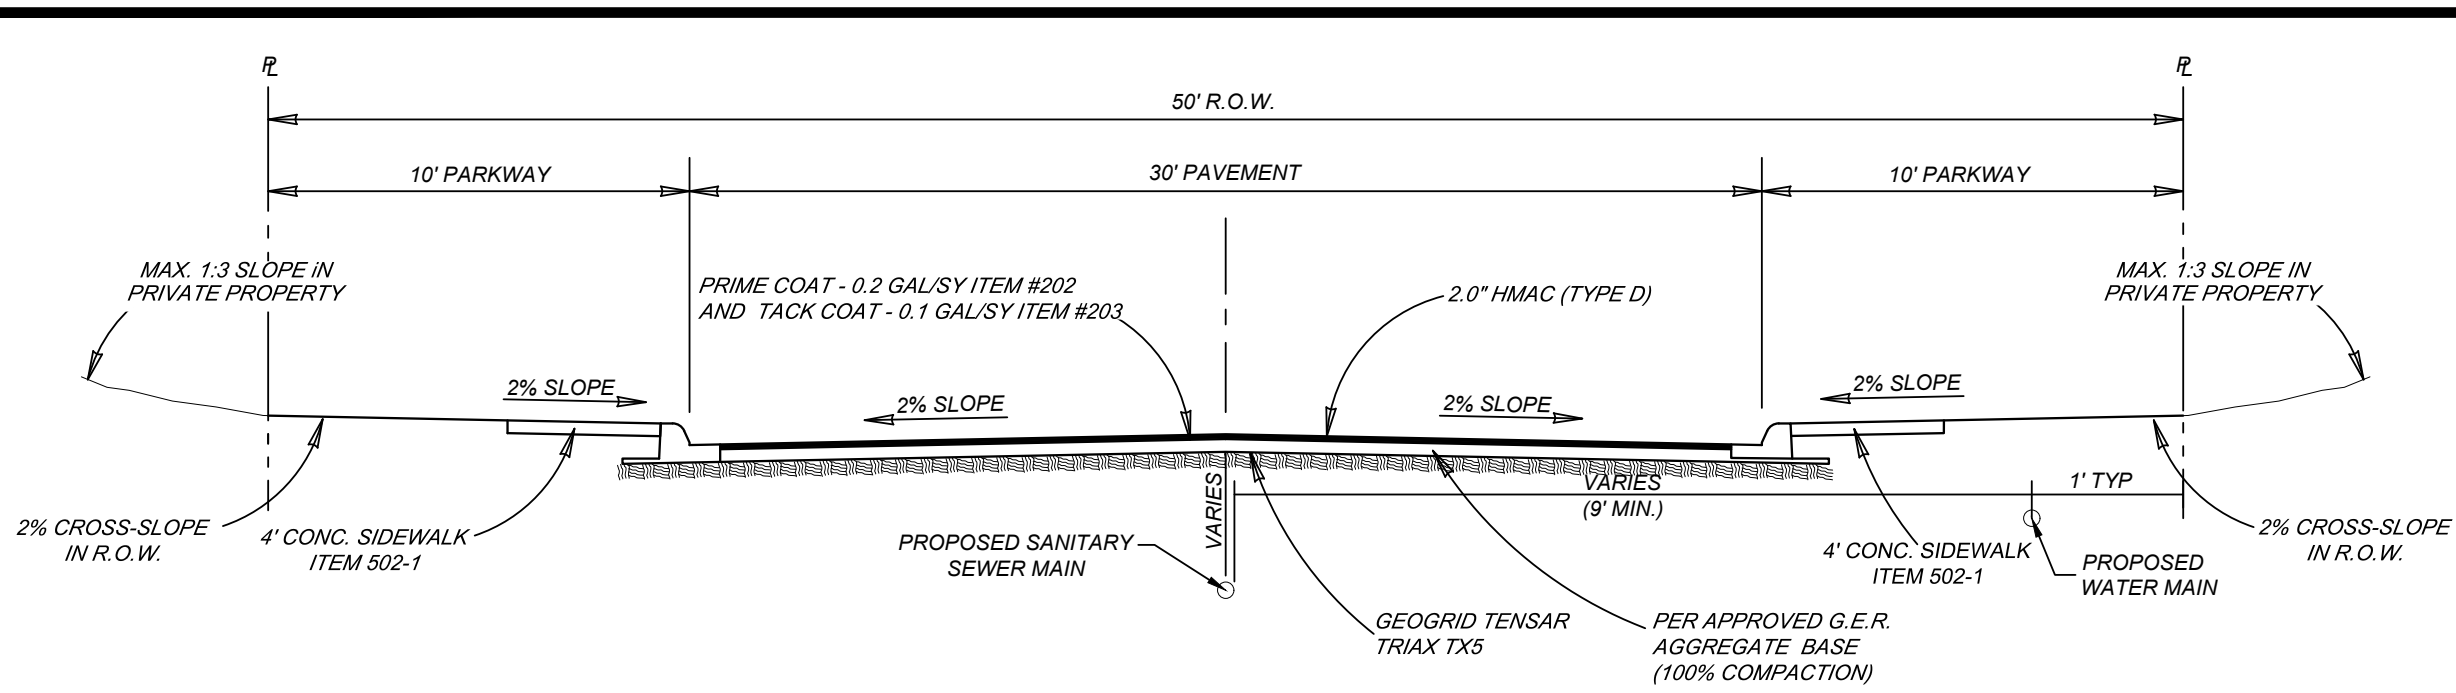 PL
PL
50' R.O.W.
10' PARKWAY
30' PAVEMENT
10' PARKWAY
MAX. 1:3 SLOPE iN
PRIVATE PROPERTY
PRIME COAT - 0.2 GAL/SY ITEM #202
AND TACK COAT - 0.1 GAL/SY ITEM #203
2.0" HMAC (TYPE D)
MAX. 1:3 SLOPE IN
PRIVATE PROPERTY
2% SLOPE
2% SLOPE
2% SLOPE
2% SLOPE
2% CROSS-SLOPE
IN R.O.W.
4' CONC. SIDEWALK
ITEM 502-1
PROPOSED SANITARY
SEWER MAIN
VARIES
VARIES
(9' MIN.)
1' TYP
4' CONC. SIDEWALK
ITEM 502-1
PROPOSED
WATER MAIN
2% CROSS-SLOPE
IN R.O.W.
GEOGRID TENSAR
TRIAX TX5
PER APPROVED G.E.R.
AGGREGATE BASE
(100% COMPACTION)